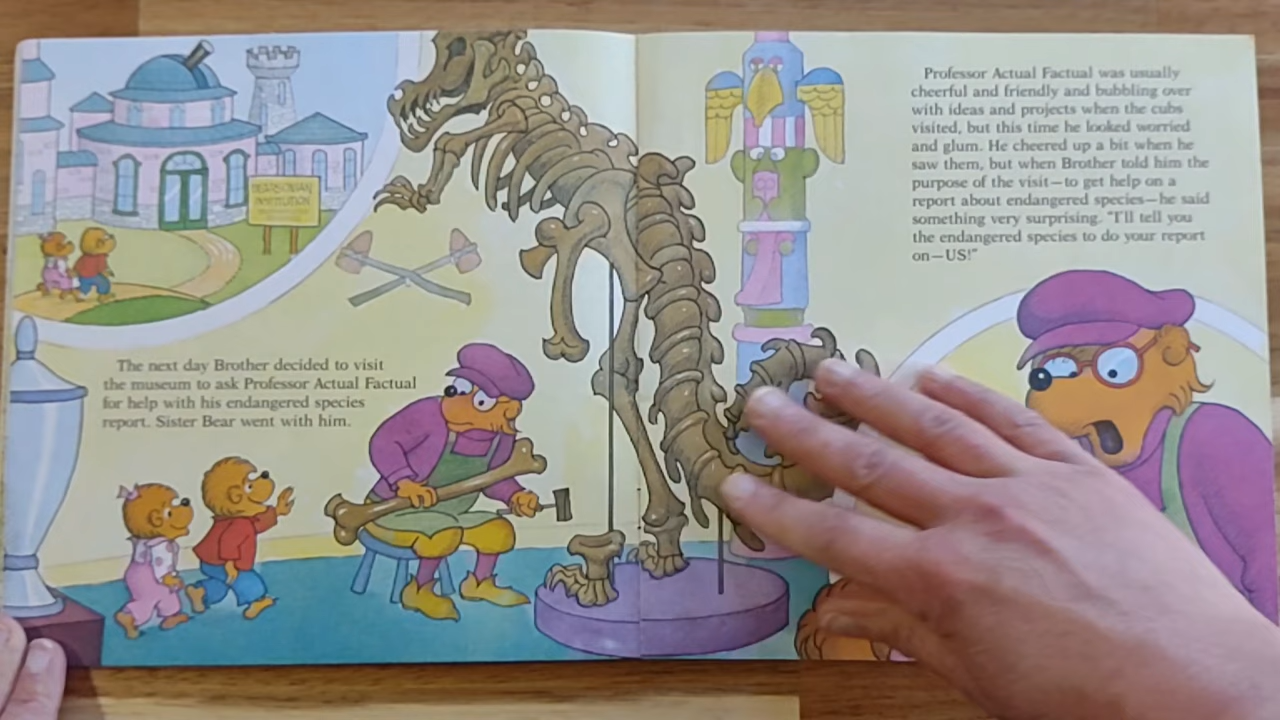 BEARSONIAN
INSTITUTION
The next day Brother decided to visit
the museum to ask Professor Actual Factual
for help with his endangered species
report. Sister Bear went with him.
Professor Actual Factual was usually
cheerful and friendly and bubbling over
with ideas and projects when the cubs
visited, but this time he looked worried
and glum. He cheered up a bit when he
saw them, but when Brother told him the
purpose of the visit—to get help on a
report about endangered species—he said
something very surprising. "I'll tell you
the endangered species to do your report
on—US!"